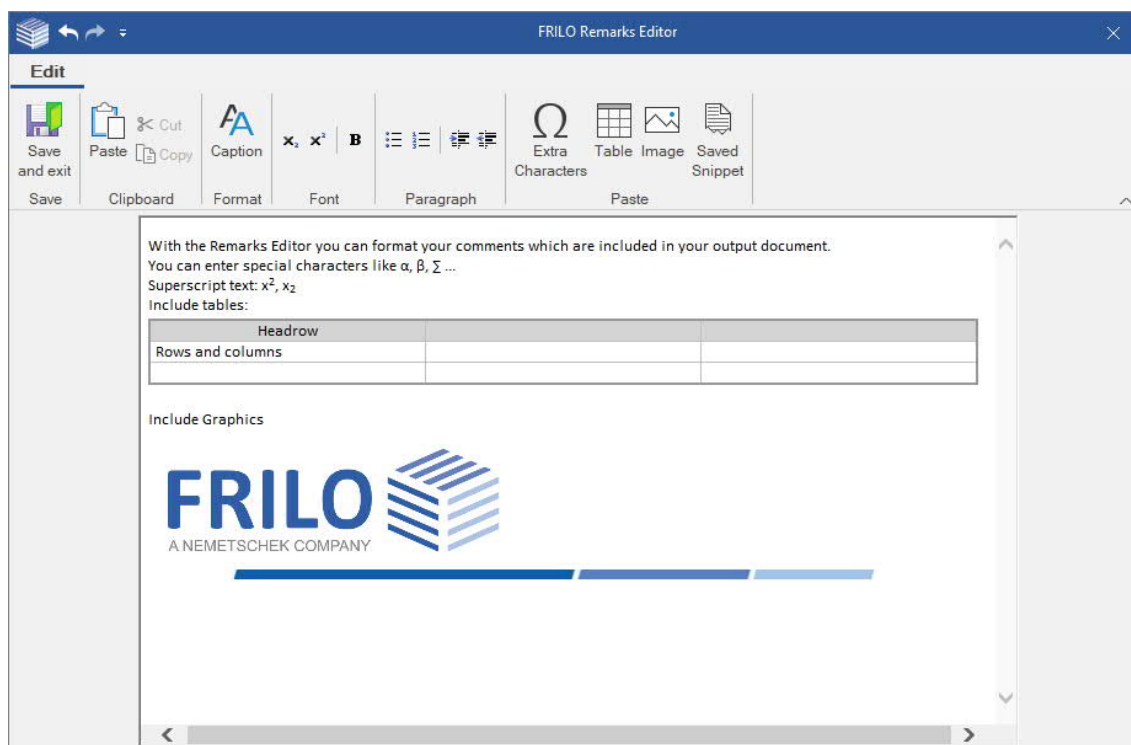 FRILO Remarks Editor
Edit
Save and exit
Paste
Cut
Copy
Caption
x₂ x² B
Extra Characters
Table
Image
Saved Snippet
Save
Clipboard
Format
Font
Paragraph
Paste
With the Remarks Editor you can format your comments which are included in your output document.
You can enter special characters like α, β, ∑ ...
Superscript text: x², x₂
Include tables:
Headrow
Rows and columns
Include Graphics
FRILO
A NEMETSCHEK COMPANY